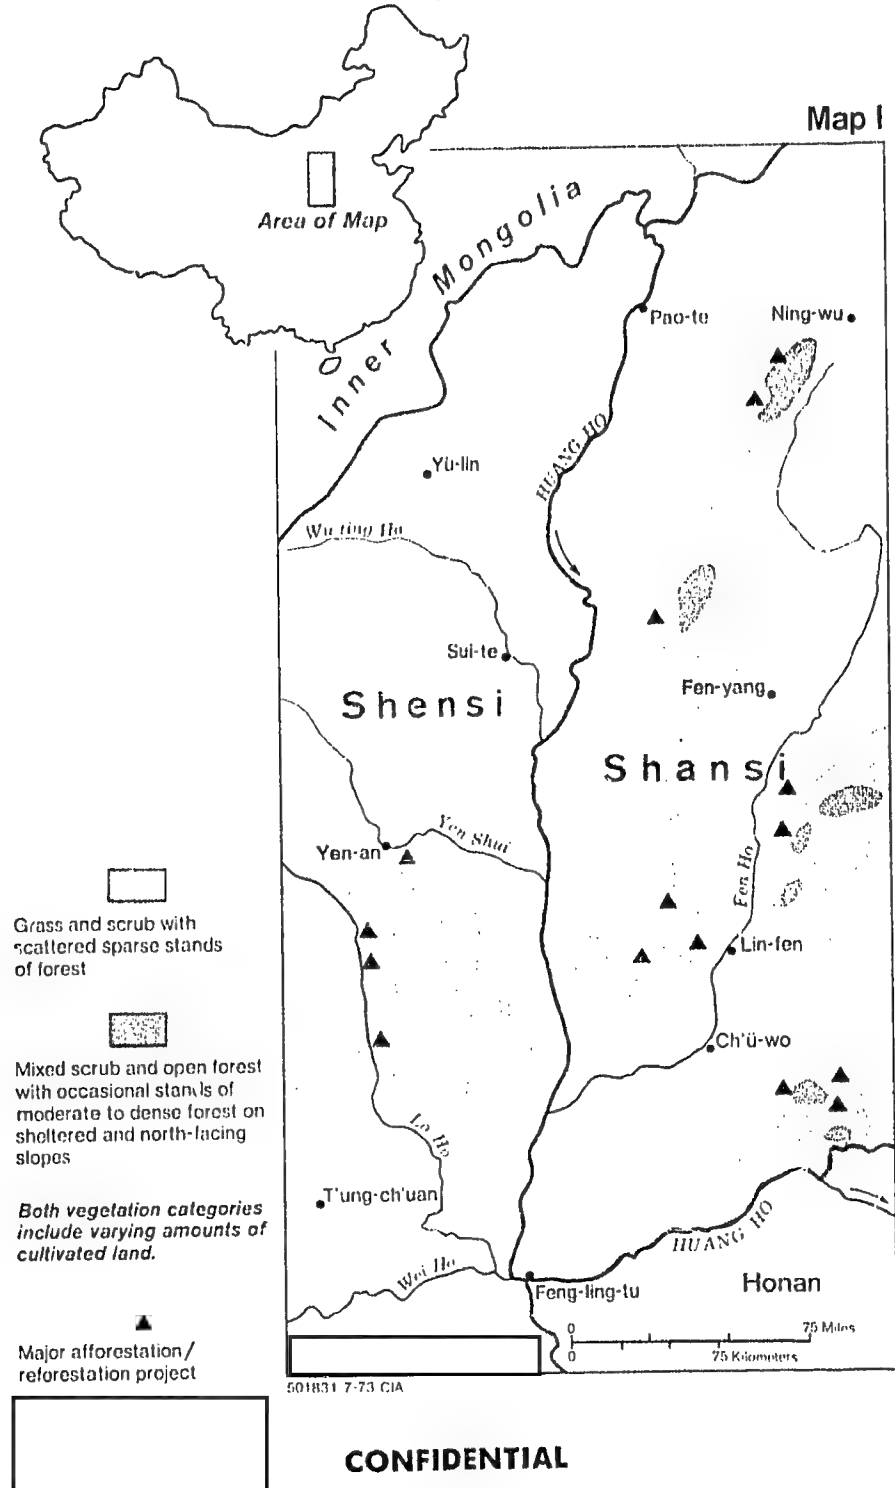 Map I
Area of Map
Inner Mongolia
Pao-te
Ning-wu
HUANG HO
Yü-lin
Wu-ting Ho
Sui-te
Shensi
Fen-yang
Shansi
Yen-an
Yen Shui
Fen Ho
Lin-fen
Ch'ü-wo
Lo Ho
T'ung-ch'uan
Wei Ho
HUANG HO
Feng-ling-tu
Honan
Grass and scrub with
scattered sparse stands
of forest
Mixed scrub and open forest
with occasional stands of
moderate to dense forest on
sheltered and north-facing
slopes
Both vegetation categories
include varying amounts of
cultivated land.
Major afforestation/
reforestation project
0 75 Miles
0 75 Kilometers
501831 7-73 CIA
CONFIDENTIAL